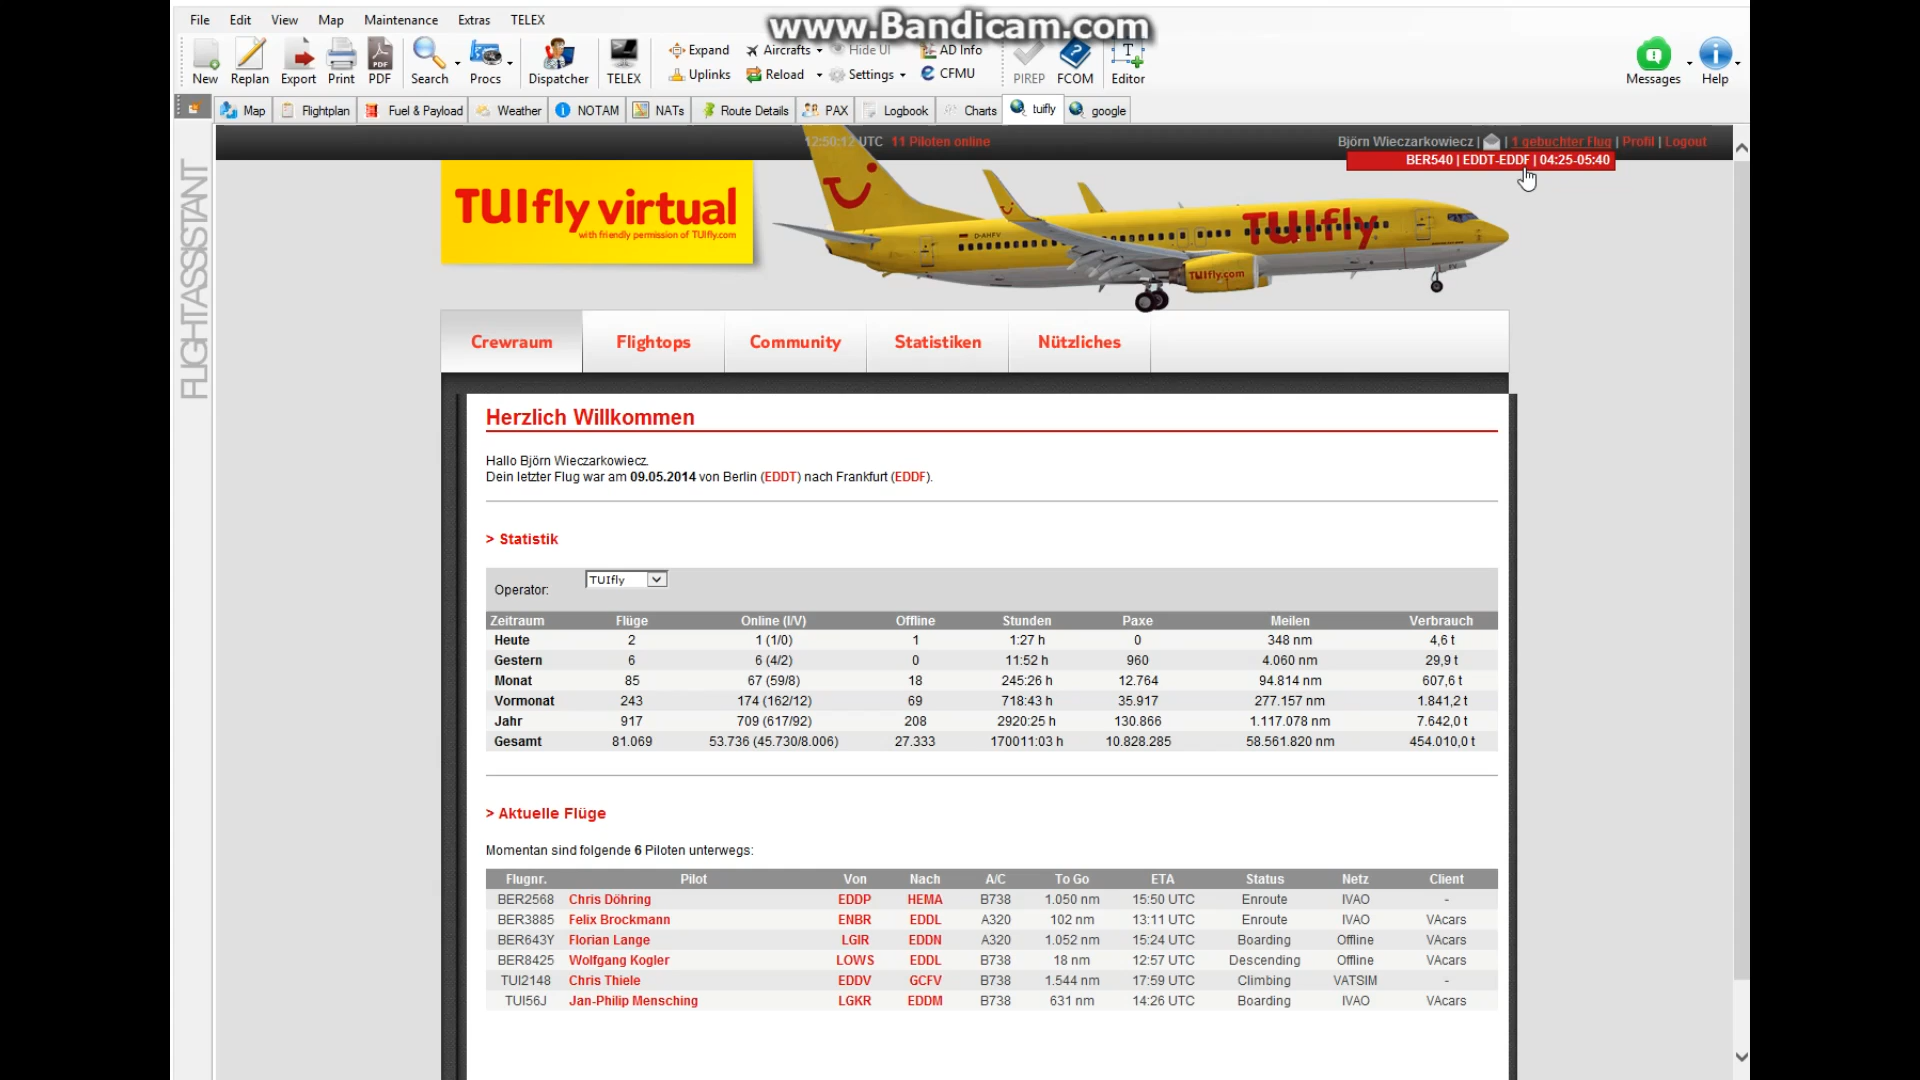 www.Bandicam.com
File Edit View Map Maintenance Extras TELEX
New Replan Export Print PDF Search Procs Dispatcher TELEX Expand Aircrafts Hide UI AD Info Uplinks Reload Settings CFMU PIREP FCOM Editor Messages Help
Map Flightplan Fuel & Payload Weather NOTAM NATs Route Details PAX Logbook Charts tuifly google
FLIGHTASSISTANT
12:50:12 UTC 11 Piloten online Björn Wieczarkowiecz | | 1 gebuchter Flug | Profil | Logout
BER540 | EDDT-EDDF | 04:25-05:40
TUIfly virtual
with friendly permission of TUIfly.com
D-AHFV
TUIfly
TUIfly.com
Crewraum Flightops Community Statistiken Nützliches
Herzlich Willkommen
Hallo Björn Wieczarkowiecz.
Dein letzter Flug war am 09.05.2014 von Berlin (EDDT) nach Frankfurt (EDDF).
> Statistik
Operator: TUIfly
Zeitraum Flüge Online (I/V) Offline Stunden Paxe Meilen Verbrauch
Heute 2 1 (1/0) 1 1:27 h 0 348 nm 4,6 t
Gestern 6 6 (4/2) 0 11:52 h 960 4.060 nm 29,9 t
Monat 85 67 (59/8) 18 245:26 h 12.764 94.814 nm 607,6 t
Vormonat 243 174 (162/12) 69 718:43 h 35.917 277.157 nm 1.841,2 t
Jahr 917 709 (617/92) 208 2920:25 h 130.866 1.117.078 nm 7.642,0 t
Gesamt 81.069 53.736 (45.730/8.006) 27.333 170011:03 h 10.828.285 58.561.820 nm 454.010,0 t
> Aktuelle Flüge
Momentan sind folgende 6 Piloten unterwegs:
Flugnr. Pilot Von Nach A/C To Go ETA Status Netz Client
BER2568 Chris Döhring EDDP HEMA B738 1.050 nm 15:50 UTC Enroute IVAO -
BER3885 Felix Brockmann ENBR EDDL A320 102 nm 13:11 UTC Enroute IVAO VAcars
BER643Y Florian Lange LGIR EDDN A320 1.052 nm 15:24 UTC Boarding Offline VAcars
BER8425 Wolfgang Kogler LOWS EDDL B738 18 nm 12:57 UTC Descending Offline VAcars
TUI2148 Chris Thiele EDDV GCFV B738 1.544 nm 17:59 UTC Climbing VATSIM -
TUI56J Jan-Philip Mensching LGKR EDDM B738 631 nm 14:26 UTC Boarding IVAO VAcars